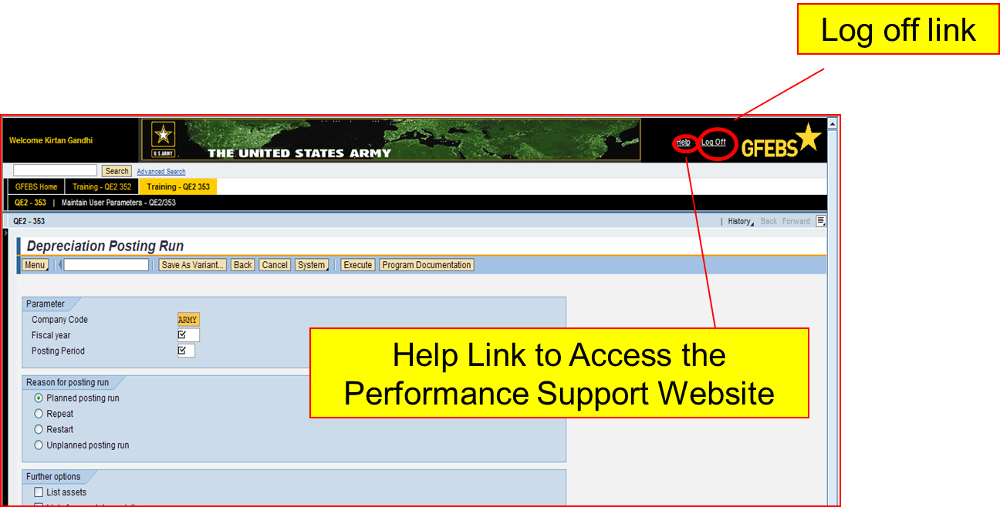 Log off link
Welcome Kirtan Gandhi
U.S.ARMY
THE UNITED STATES ARMY
Help Log Off
GFEBS
Search Advanced Search
GFEBS Home Training - QE2 352 Training - QE2 353
QE2 - 353 | Maintain User Parameters - QE2/353
QE2 - 353 | History Back Forward
Depreciation Posting Run
Menu Save As Variant... Back Cancel System Execute Program Documentation
Parameter
Company Code ARMY
Fiscal year
Posting Period
Help Link to Access the
Performance Support Website
Reason for posting run
Planned posting run
Repeat
Restart
Unplanned posting run
Further options
List assets